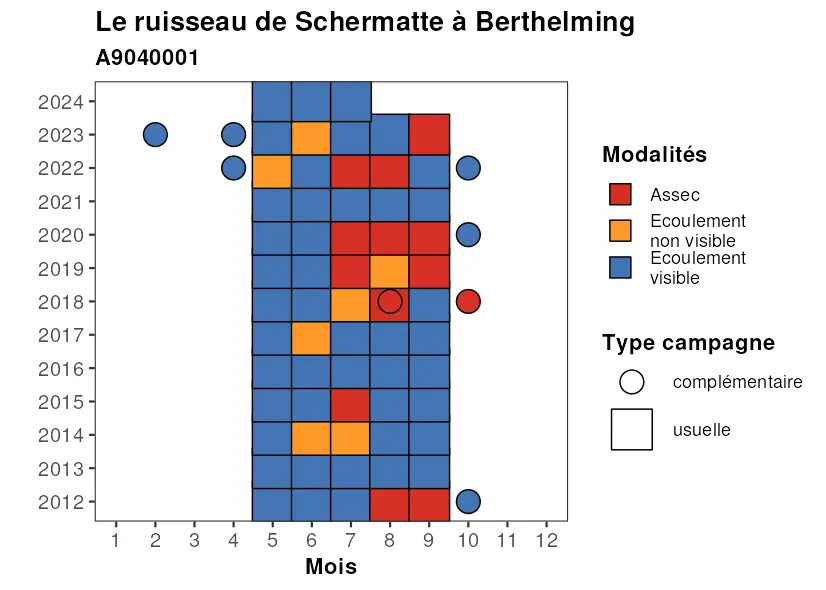 Le ruisseau de Schermatte à Berthelming
A9040001
2024
2023
2022
2021
2020
2019
2018
2017
2016
2015
2014
2013
2012
1 2 3 4 5 6 7 8 9 10 11 12
Mois
Modalités
Assec
Ecoulement
non visible
Ecoulement
visible
Type campagne
complémentaire
usuelle